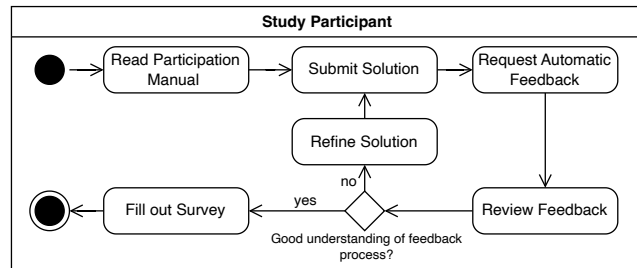 Study Participant
Read Participation
Manual
Submit Solution
Request Automatic
Feedback
Refine Solution
no
yes
Fill out Survey
Review Feedback
Good understanding of feedback
process?